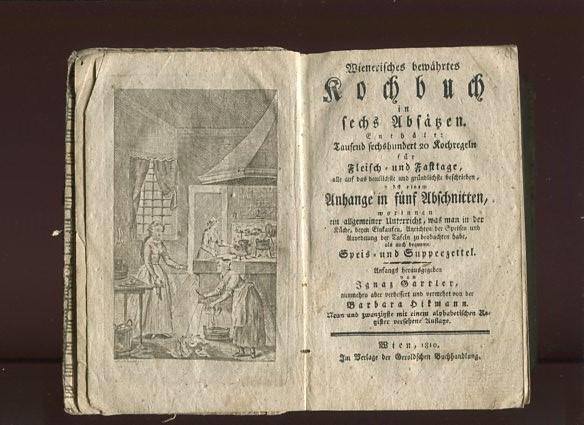 Wienerisches bewährtes
Kochbuch
in
sechs Absätzen.
Enthält:
Tausend sechshundert 20 Kochregeln
für
Fleisch- und Fasttage,
alle auf das deutlichste und gründlichste beschrieben,
einem
Anhange in fünf Abschnitten,
worinnen
ein allgemeiner Unterricht, was man in der
Küche, beym Einkaufen, Anrichten der Speisen und
Anordnung der Tafeln zu beobachten habe,
als auch bequeme
Speis- und Suppeezettel.
Anfangs herausgegeben
von
Ignaz Gartler,
nunmehro aber verbessert und vermehrt von der
Barbara Hikmann.
Neun und zwanzigste mit einem alphabetischen Re-
gister versehene Auflage.
Wien, 1810.
Im Verlage der Geroldschen Buchhandlung.